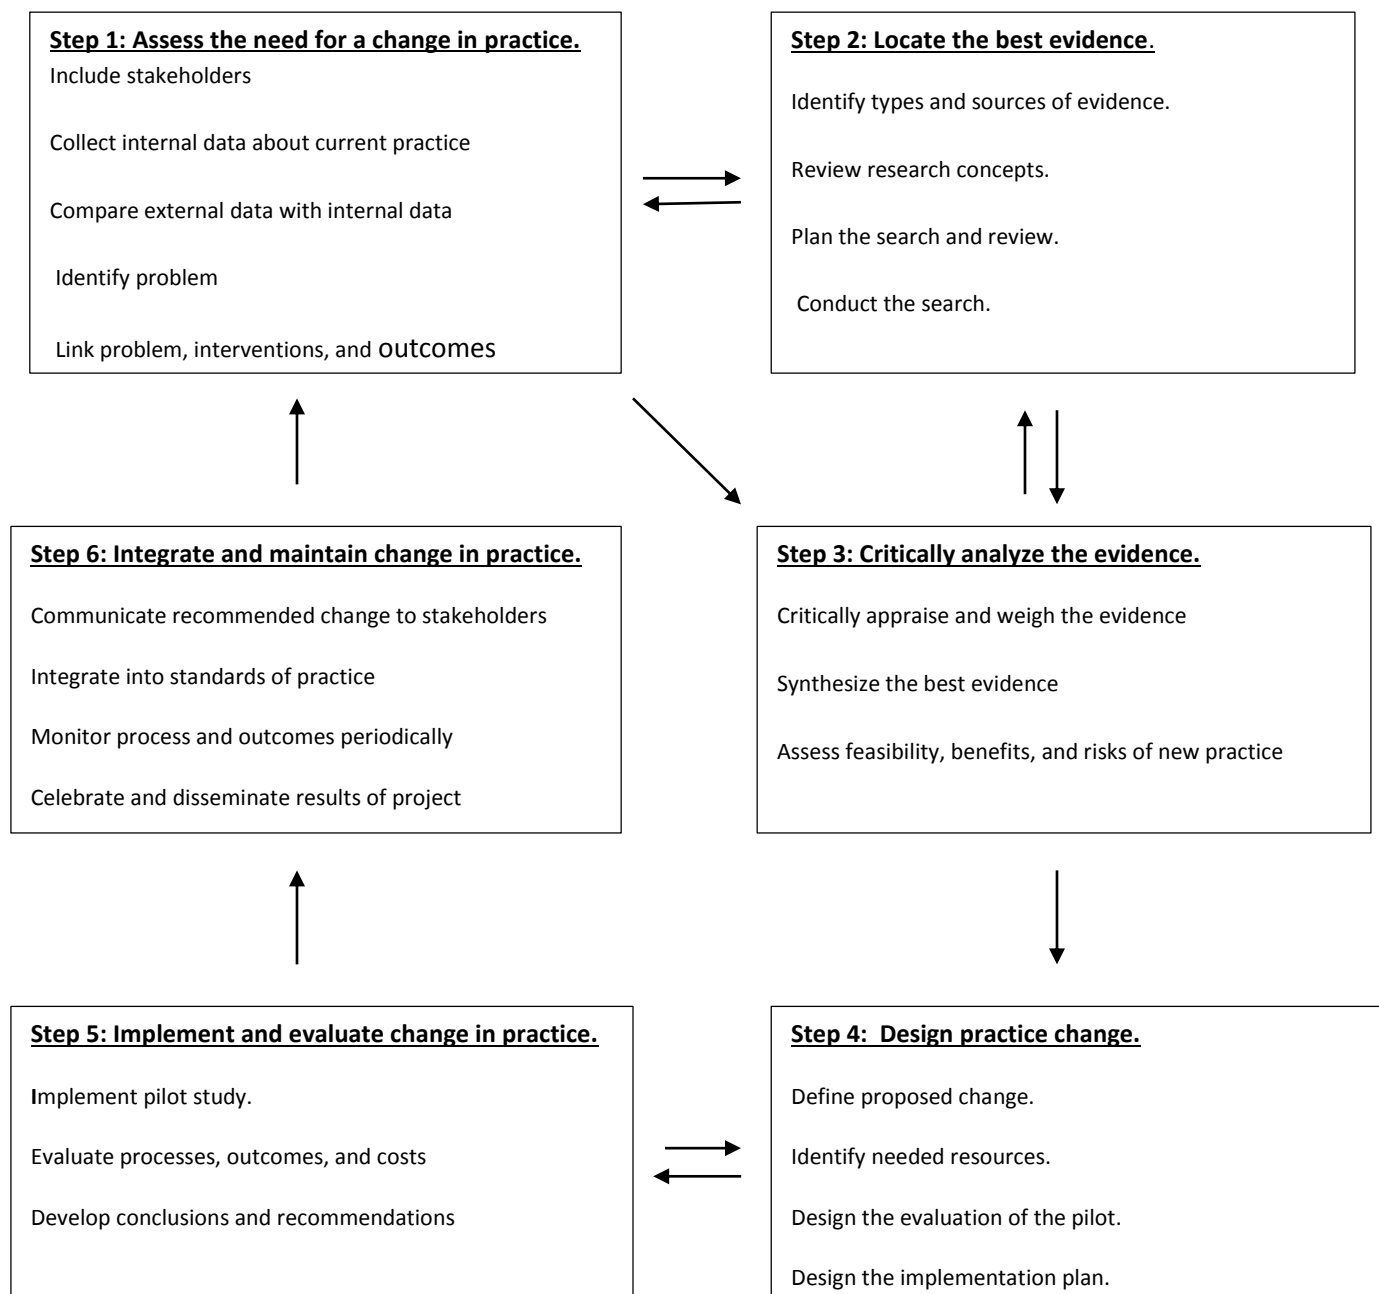 Step 1: Assess the need for a change in practice.
Include stakeholders
Collect internal data about current practice
Compare external data with internal data
Identify problem
Link problem, interventions, and outcomes
Step 2: Locate the best evidence.
Identify types and sources of evidence.
Review research concepts.
Plan the search and review.
Conduct the search.
Step 6: Integrate and maintain change in practice.
Communicate recommended change to stakeholders
Integrate into standards of practice
Monitor process and outcomes periodically
Celebrate and disseminate results of project
Step 3: Critically analyze the evidence.
Critically appraise and weigh the evidence
Synthesize the best evidence
Assess feasibility, benefits, and risks of new practice
Step 5: Implement and evaluate change in practice.
Implement pilot study.
Evaluate processes, outcomes, and costs
Develop conclusions and recommendations
Step 4:  Design practice change.
Define proposed change.
Identify needed resources.
Design the evaluation of the pilot.
Design the implementation plan.